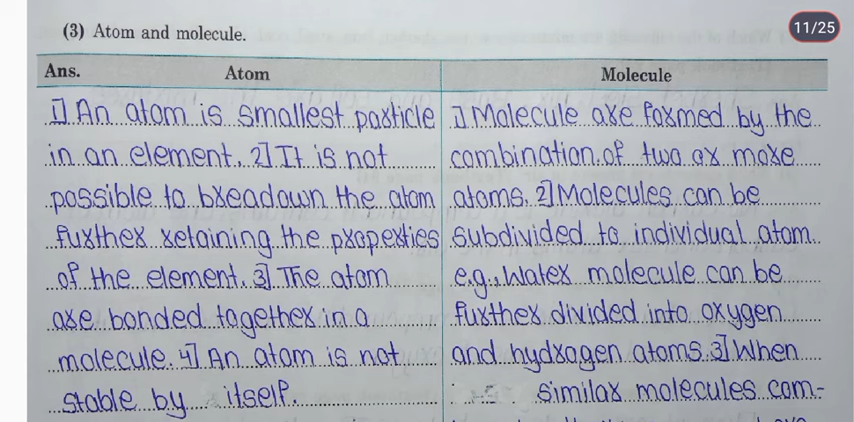 (3) Atom and molecule.
11/25
Ans. Atom
1] An atom is smallest particle
in an element. 2] It is not
possible to breadown the atom
further retaining the properties
of the element. 3] The atom
are bonded together in a
molecule. 4] An atom is not
stable by itself.
Molecule
1] Molecule are formed by the
combination of two or more
atoms. 2] Molecules can be
subdivided to individual atom.
e.g., Water molecule can be
further divided into oxygen
and hydrogen atoms. 3] When
similar molecules com-